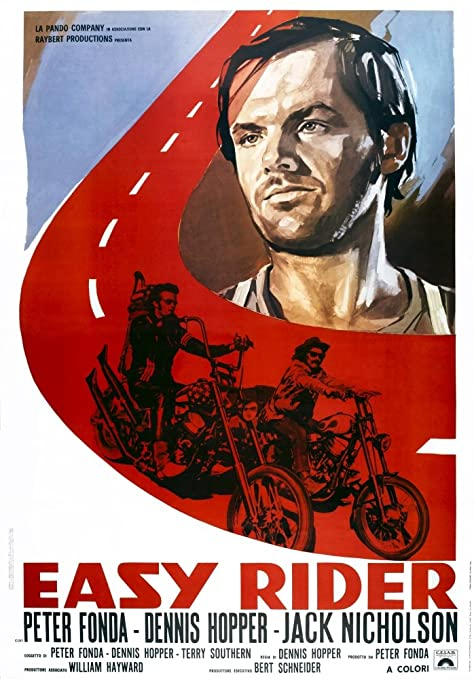 LA PANDO COMPANY IN ASSOCIAZIONE CON LA
RAYBERT PRODUCTIONS PRESENTA
EASY RIDER
CON PETER FONDA - DENNIS HOPPER - JACK NICHOLSON
SOGGETTO DI PETER FONDA - DENNIS HOPPER - TERRY SOUTHERN REGIA DI DENNIS HOPPER PRODOTTO DA PETER FONDA
PRODUTTORE ASSOCIATO WILLIAM HAYWARD PRODUTTORE ESECUTIVO BERT SCHNEIDER A COLORI
C.E.I.A.D.